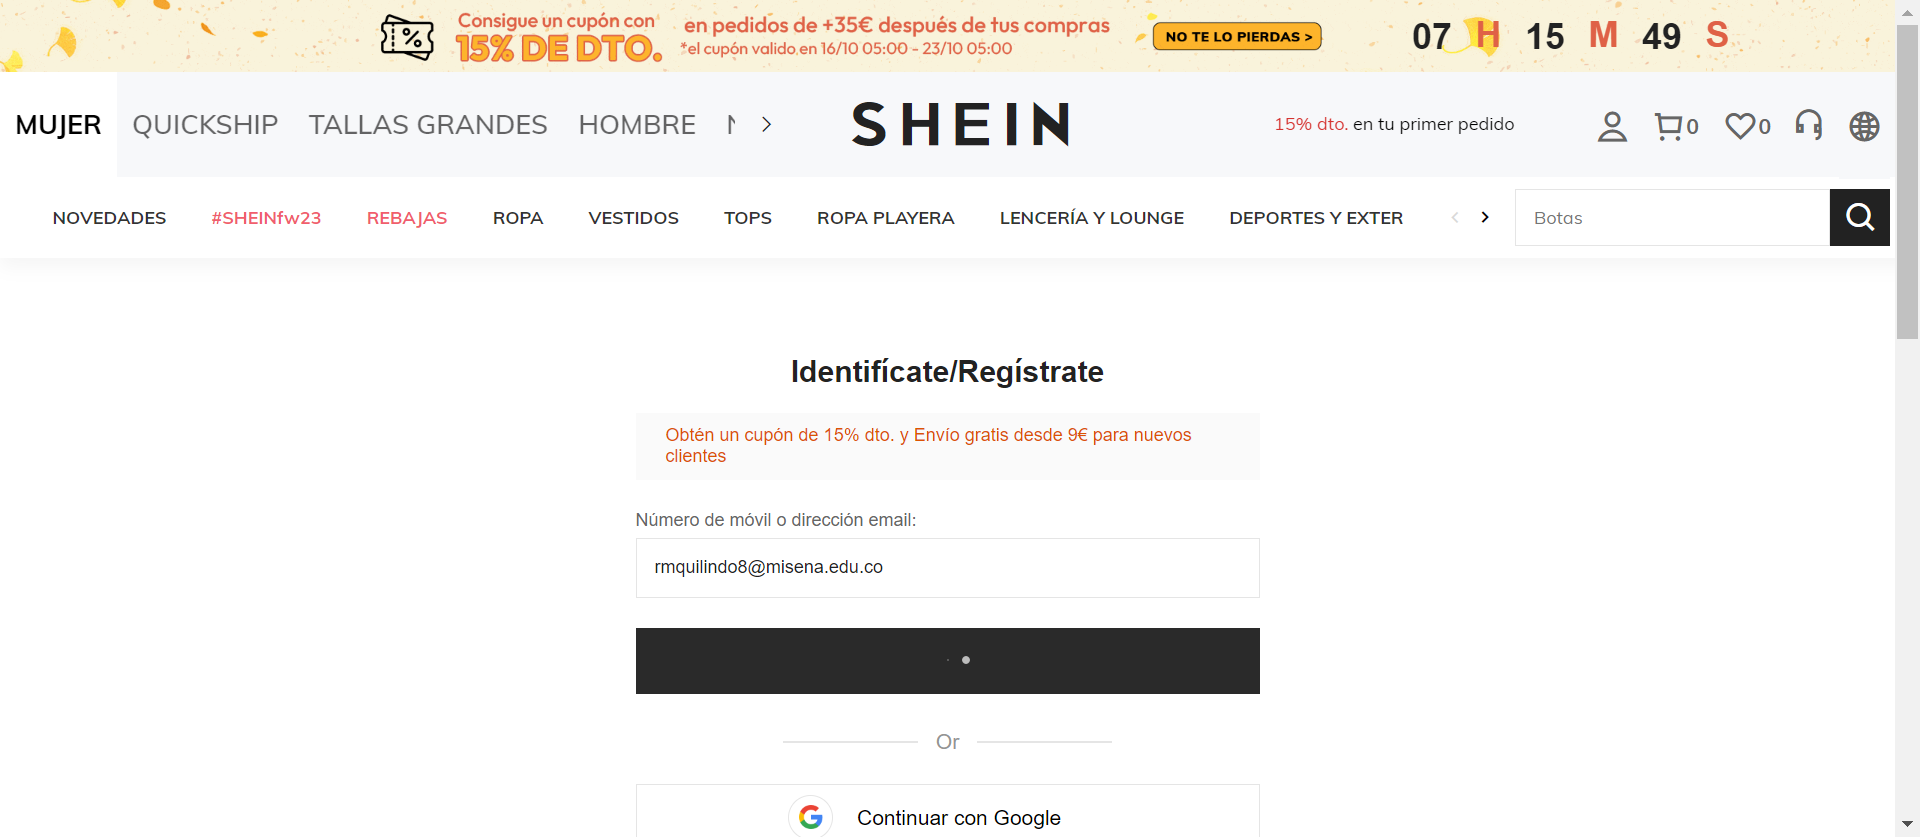 Consigue un cupón con
15% DE DTO.
en pedidos de +35€ después de tus compras
*el cupón valido en 16/10 05:00 - 23/10 05:00
NO TE LO PIERDAS >
07 H 15 M 49 S
MUJER QUICKSHIP TALLAS GRANDES HOMBRE
SHEIN
15% dto. en tu primer pedido
0 0
NOVEDADES #SHEINfw23 REBAJAS ROPA VESTIDOS TOPS ROPA PLAYERA LENCERÍA Y LOUNGE DEPORTES Y EXTER
Botas
Identifícate/Regístrate
Obtén un cupón de 15% dto. y Envío gratis desde 9€ para nuevos
clientes
Número de móvil o dirección email:
rmquilindo8@misena.edu.co
Or
Continuar con Google